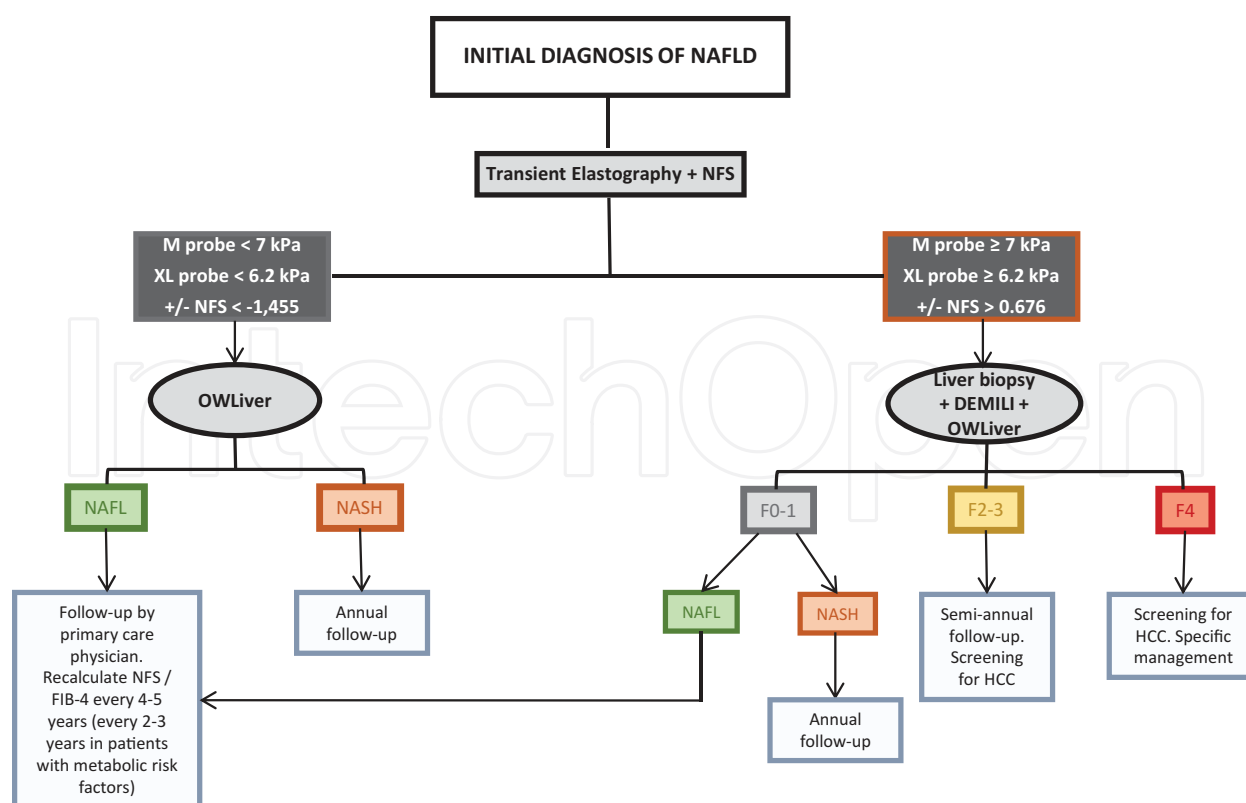 INITIAL DIAGNOSIS OF NAFLD
Transient Elastography + NFS
M probe < 7 kPa
XL probe < 6.2 kPa
+/- NFS < -1,455
M probe ≥ 7 kPa
XL probe ≥ 6.2 kPa
+/- NFS > 0.676
OWLiver
Liver biopsy
+ DEMILI +
OWLiver
IntechOpen
NAFL
NASH
F0-1
F2-3
F4
Follow-up by
primary care
physician.
Recalculate NFS /
FIB-4 every 4-5
years (every 2-3
years in patients
with metabolic risk
factors)
Annual
follow-up
NAFL
NASH
Semi-annual
follow-up.
Screening
for HCC
Screening for
HCC. Specific
management
Annual
follow-up